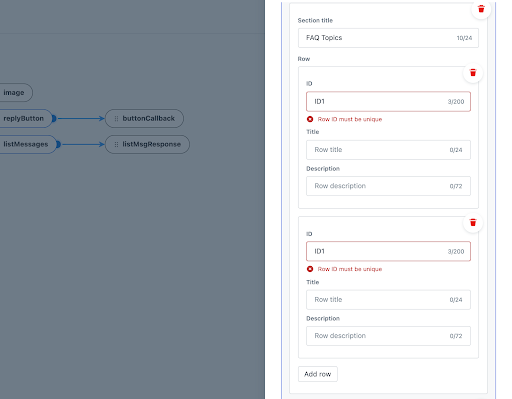 image
replyButton
buttonCallback
listMessages
listMsgResponse
Section title
FAQ Topics 10/24
Row
ID
ID1 3/200
Row ID must be unique
Title
Row title 0/24
Description
Row description 0/72
ID
ID1 3/200
Row ID must be unique
Title
Row title 0/24
Description
Row description 0/72
Add row